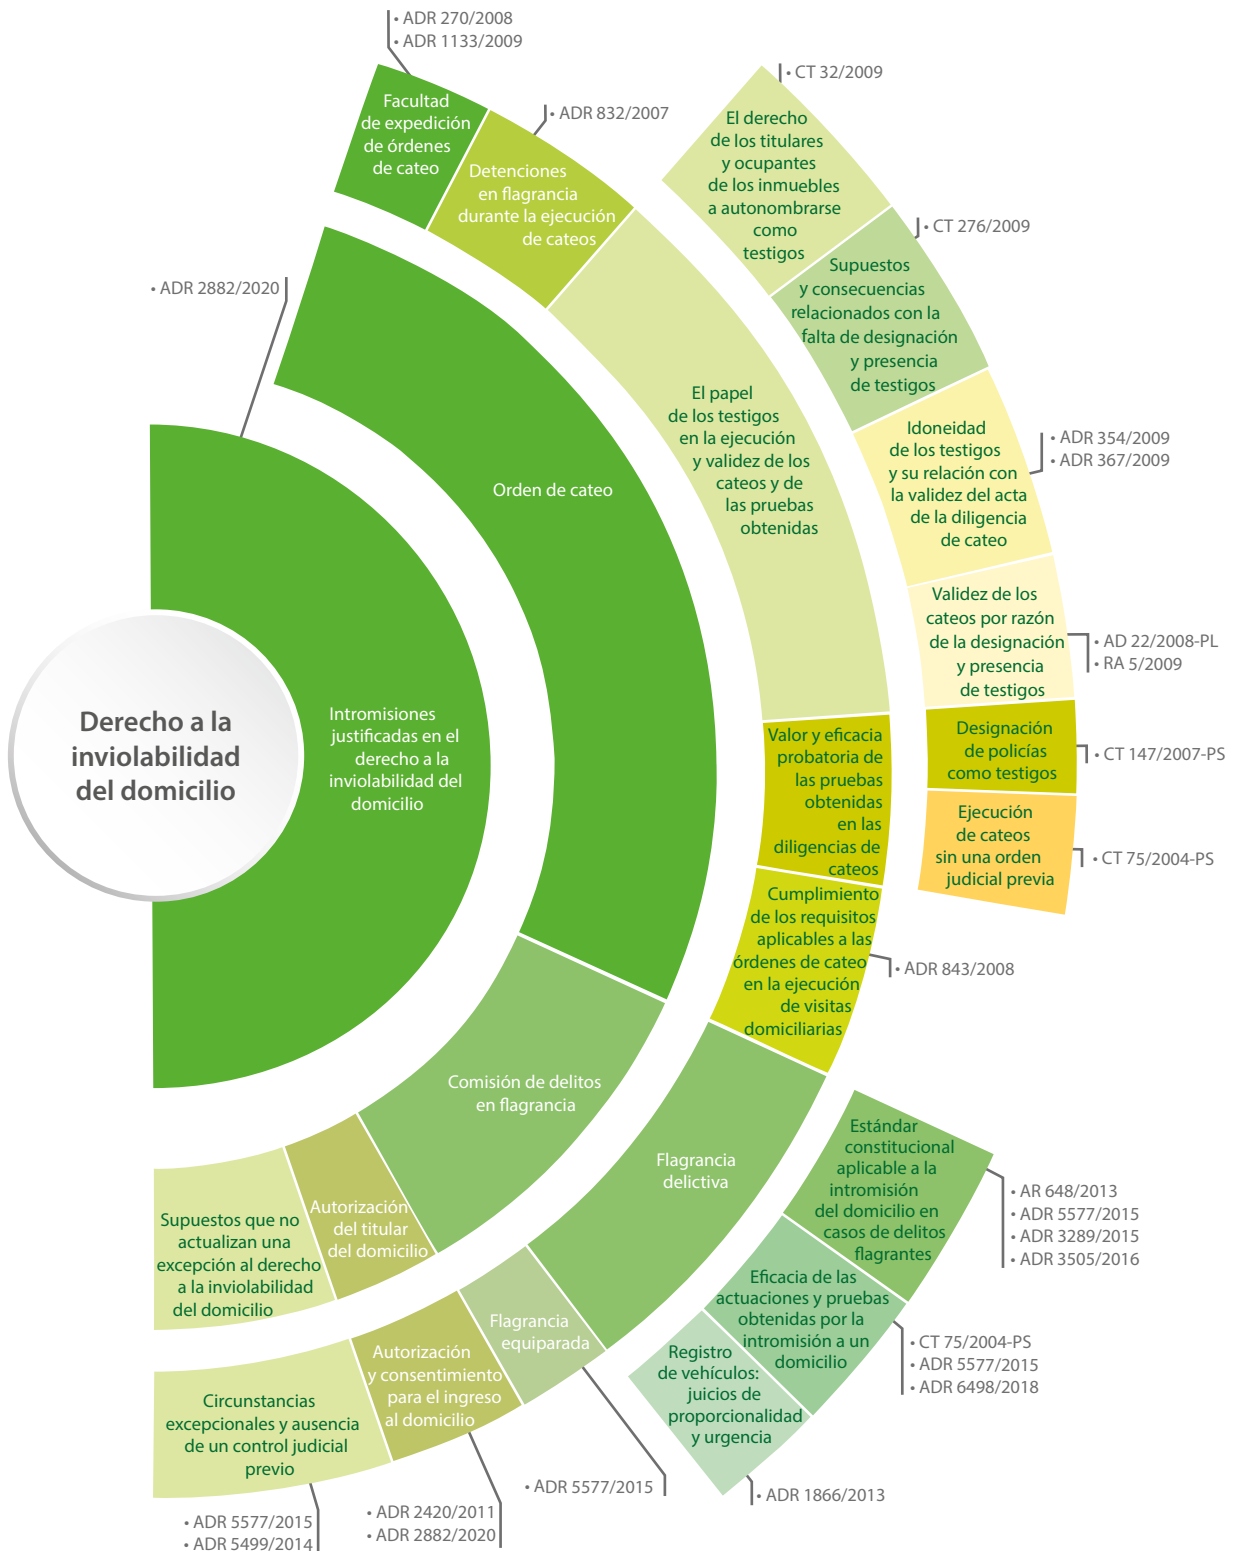 • ADR 270/2008
• ADR 1133/2009
Facultad
de expedición
de órdenes
de cateo
• ADR 832/2007
Detenciones
en flagrancia
durante la ejecución
de cateos
• CT 32/2009
El derecho
de los titulares
y ocupantes
de los inmuebles
a autonombrarse
como
testigos
• CT 276/2009
Supuestos
y consecuencias
relacionados con la
falta de designación
y presencia
de testigos
• ADR 2882/2020
El papel
de los testigos
en la ejecución
y validez de los
cateos y de
las pruebas
obtenidas
Idoneidad
de los testigos
y su relación con
la validez del acta
de la diligencia
de cateo
• ADR 354/2009
• ADR 367/2009
Orden de cateo
Validez de los
cateos por razón
de la designación
y presencia
de testigos
• AD 22/2008-PL
• RA 5/2009
Derecho a la
inviolabilidad
del domicilio
Intromisiones
justificadas en el
derecho a la
inviolabilidad del
domicilio
Valor y eficacia
probatoria de
las pruebas
obtenidas
en las
diligencias de
cateos
Designación
de policías
como testigos
• CT 147/2007-PS
Ejecución
de cateos
sin una orden
judicial previa
• CT 75/2004-PS
Cumplimiento
de los requisitos
aplicables a las
órdenes de cateo
en la ejecución
de visitas
domiciliarias
• ADR 843/2008
Comisión de delitos
en flagrancia
Flagrancia
delictiva
Estándar
constitucional
aplicable a la
intromisión
del domicilio en
casos de delitos
flagrantes
• AR 648/2013
• ADR 5577/2015
• ADR 3289/2015
• ADR 3505/2016
Autorización
del titular
del domicilio
Supuestos que no
actualizan una
excepción al derecho
a la inviolabilidad
del domicilio
Eficacia de las
actuaciones y pruebas
obtenidas por la
intromisión a un
domicilio
• CT 75/2004-PS
• ADR 5577/2015
• ADR 6498/2018
Flagrancia
equiparada
Registro
de vehículos:
juicios de
proporcionalidad
y urgencia
Autorización
y consentimiento
para el ingreso
al domicilio
Circunstancias
excepcionales y ausencia
de un control judicial
previo
• ADR 5577/2015
• ADR 1866/2013
• ADR 2420/2011
• ADR 2882/2020
• ADR 5577/2015
• ADR 5499/2014